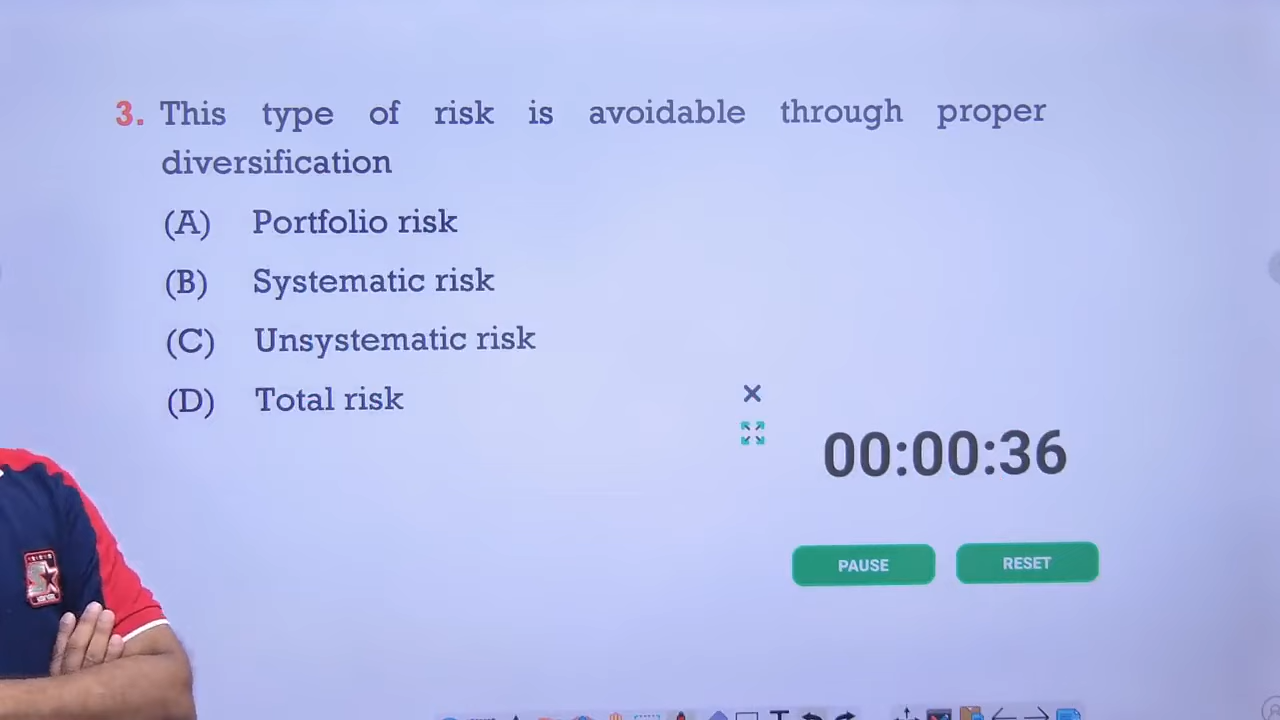 3. This type of risk is avoidable through proper
diversification
(A) Portfolio risk
(B) Systematic risk
(C) Unsystematic risk
(D) Total risk
00:00:36
PAUSE RESET